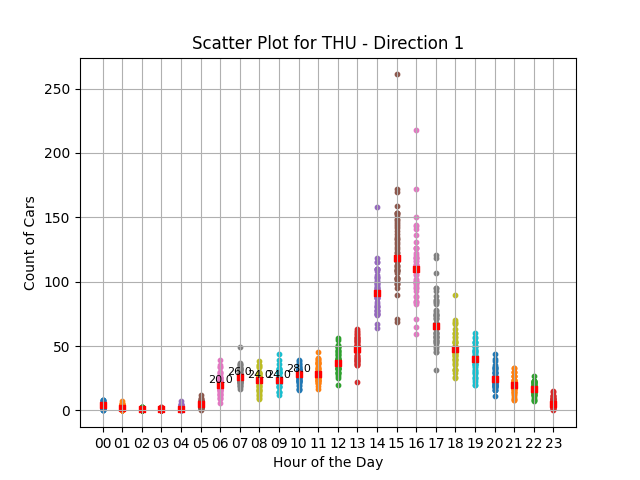 Scatter Plot for THU - Direction 1
250
200
150
100
50
0
Count of Cars
20.0 26.0 24.0 24.0 28.0
00 01 02 03 04 05 06 07 08 09 10 11 12 13 14 15 16 17 18 19 20 21 22 23
Hour of the Day